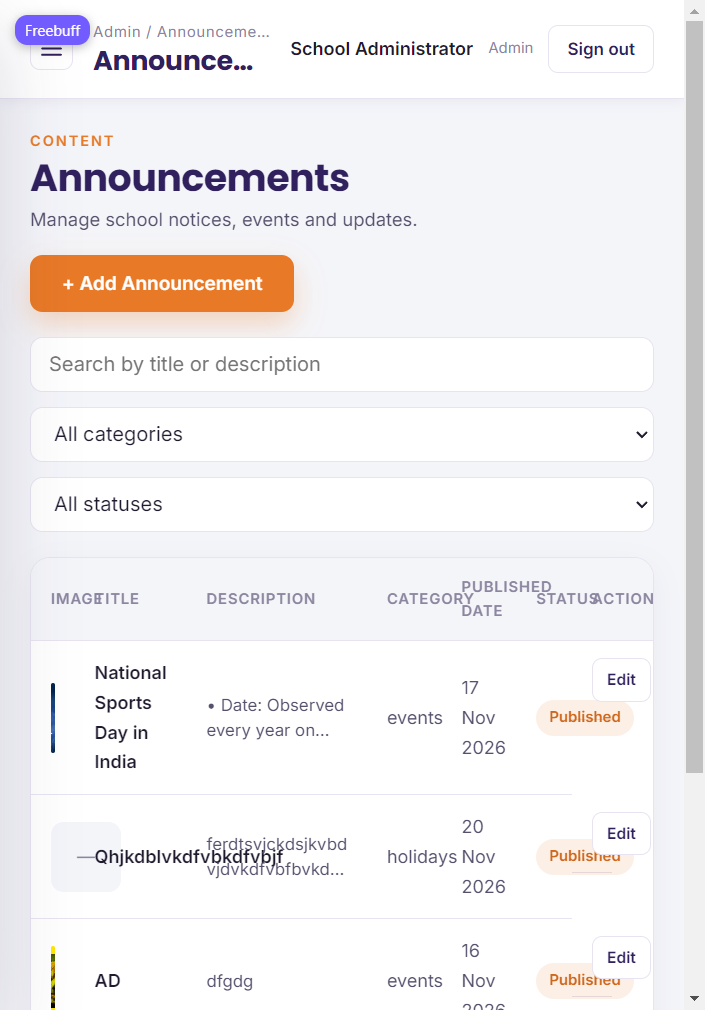 Freebuff
Admin / Announceme...
Announce...
School Administrator
Admin
Sign out
CONTENT
Announcements
Manage school notices, events and updates.
+ Add Announcement
Search by title or description
All categories
All statuses
IMAGE TITLE DESCRIPTION CATEGORY PUBLISHED DATE STATUS ACTION
National
Sports
Day in
India
• Date: Observed
every year on...
events
17
Nov
2026
Published
Edit
—
Qhjkdblvkdfvbkdfvbjf
holidays
20
Nov
2026
Published
Edit
AD
dfgdg
events
16
Nov
2026
Published
Edit